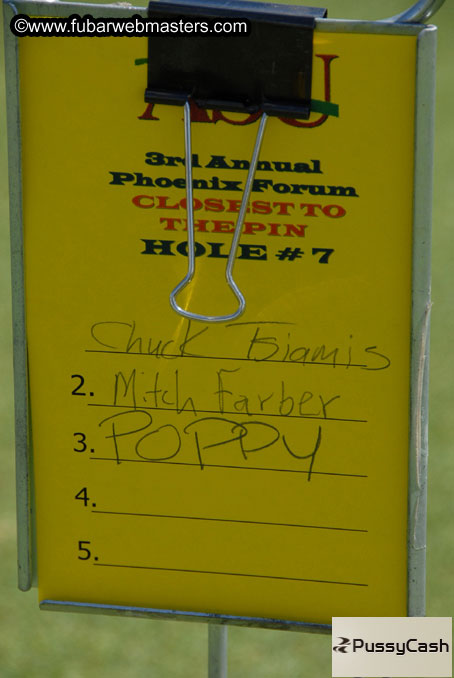 ©www.fubarwebmasters.com
ASU
3rd Annual
Phoenix Forum
CLOSEST TO
THE PIN
HOLE # 7
Chuck Tsiamis
2. Mitch Farber
3. POPPY
4.
5.
PussyCash